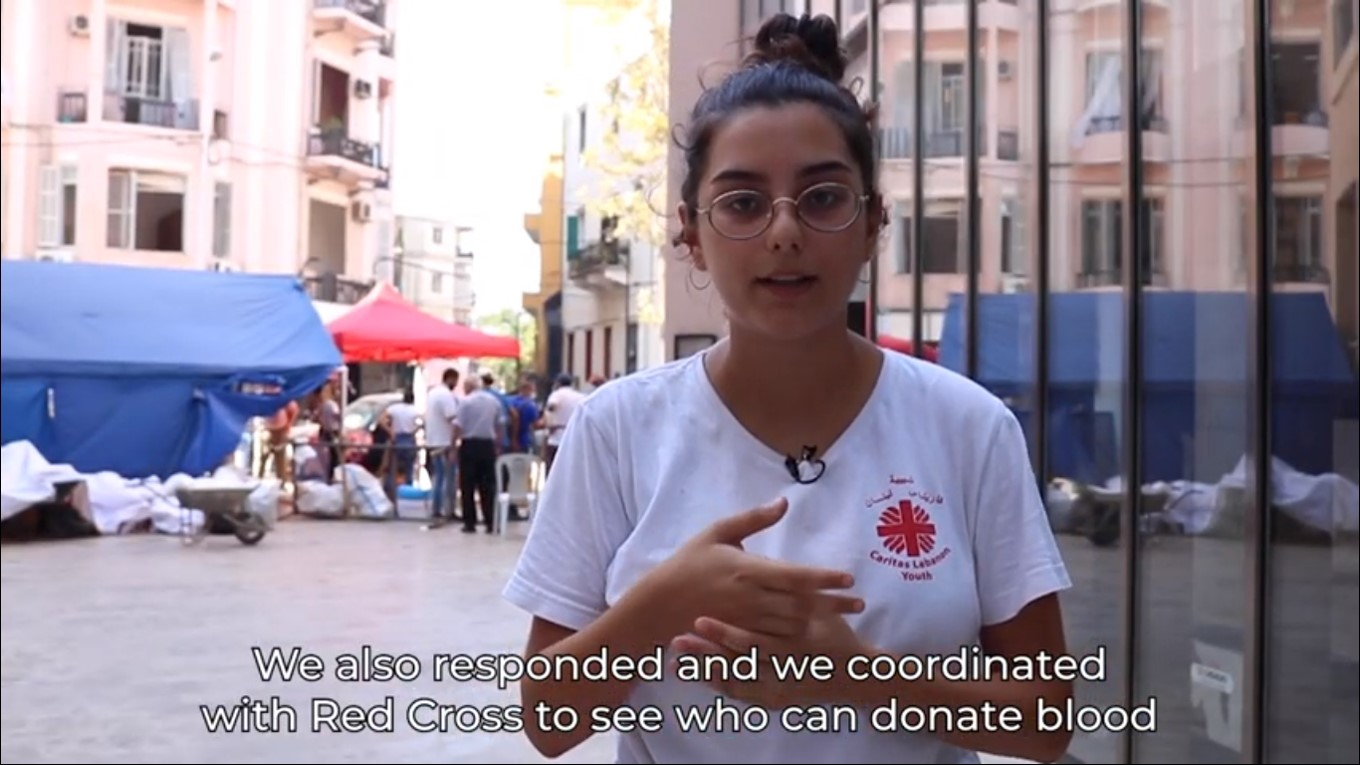 شبيبة
كاريتاس لبنان
Caritas Lebanon
Youth
We also responded and we coordinated
with Red Cross to see who can donate blood